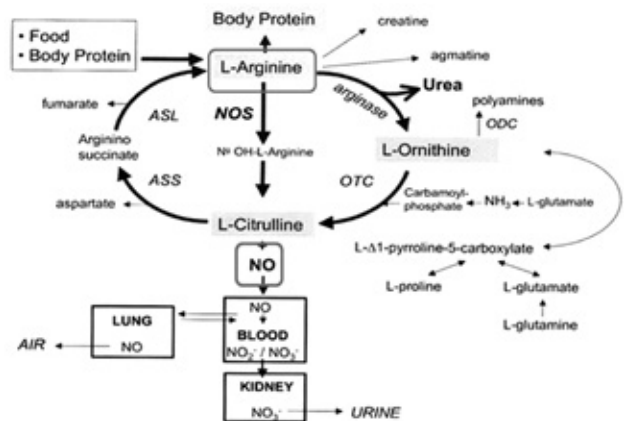 Body Protein
• Food
• Body Protein
creatine
L-Arginine
agmatine
Urea
fumarate
ASL
NOS
arginase
polyamines
ODC
Arginino
succinate
Nᵍ OH-L-Arginine
L-Ornithine
ASS
OTC
aspartate
Carbamoyl-
phosphate
NH₃
L-glutamate
L-Citrulline
L-Δ1-pyrroline-5-carboxylate
NO
L-proline
L-glutamate
L-glutamine
LUNG
NO
AIR
NO
BLOOD
NO₂⁻ / NO₃⁻
KIDNEY
NO₃⁻
URINE